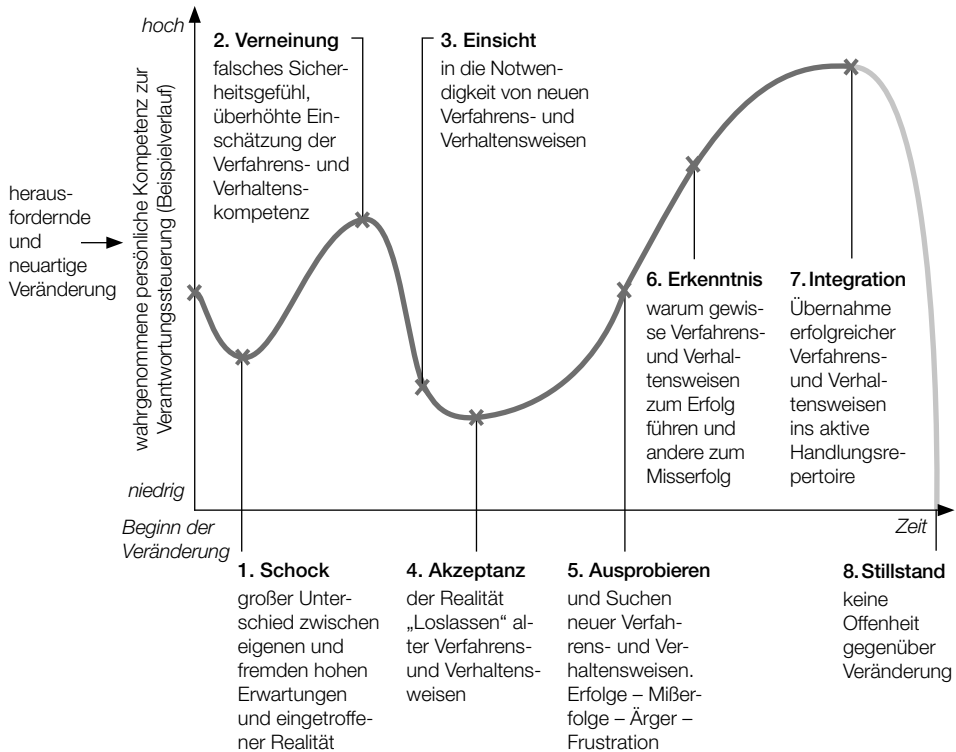 hoch
wahrgenommene persönliche Kompetenz zur
Verantwortungssteuerung (Beispielverlauf)
niedrig
heraus-
fordernde
und
neuartige
Veränderung
Beginn der
Veränderung
Zeit
1. Schock
großer Unter-
schied zwischen
eigenen und
fremden hohen
Erwartungen
und eingetroffe-
ner Realität
2. Verneinung
falsches Sicher-
heitsgefühl,
überhöhte Ein-
schätzung der
Verfahrens- und
Verhaltens-
kompetenz
3. Einsicht
in die Notwen-
digkeit von neuen
Verfahrens- und
Verhaltensweisen
4. Akzeptanz
der Realität
„Loslassen“ al-
ter Verfahrens-
und Verhaltens-
weisen
5. Ausprobieren
und Suchen
neuer Verfah-
rens- und Ver-
haltensweisen.
Erfolge – Mißer-
folge – Ärger –
Frustration
6. Erkenntnis
warum gewis-
se Verfahrens-
und Verhal-
tensweisen
zum Erfolg
führen und
andere zum
Misserfolg
7. Integration
Übernahme
erfolgreicher
Verfahrens-
und Verhal-
tensweisen
ins aktive
Handlungsre-
pertoire
8. Stillstand
keine
Offenheit
gegenüber
Veränderung